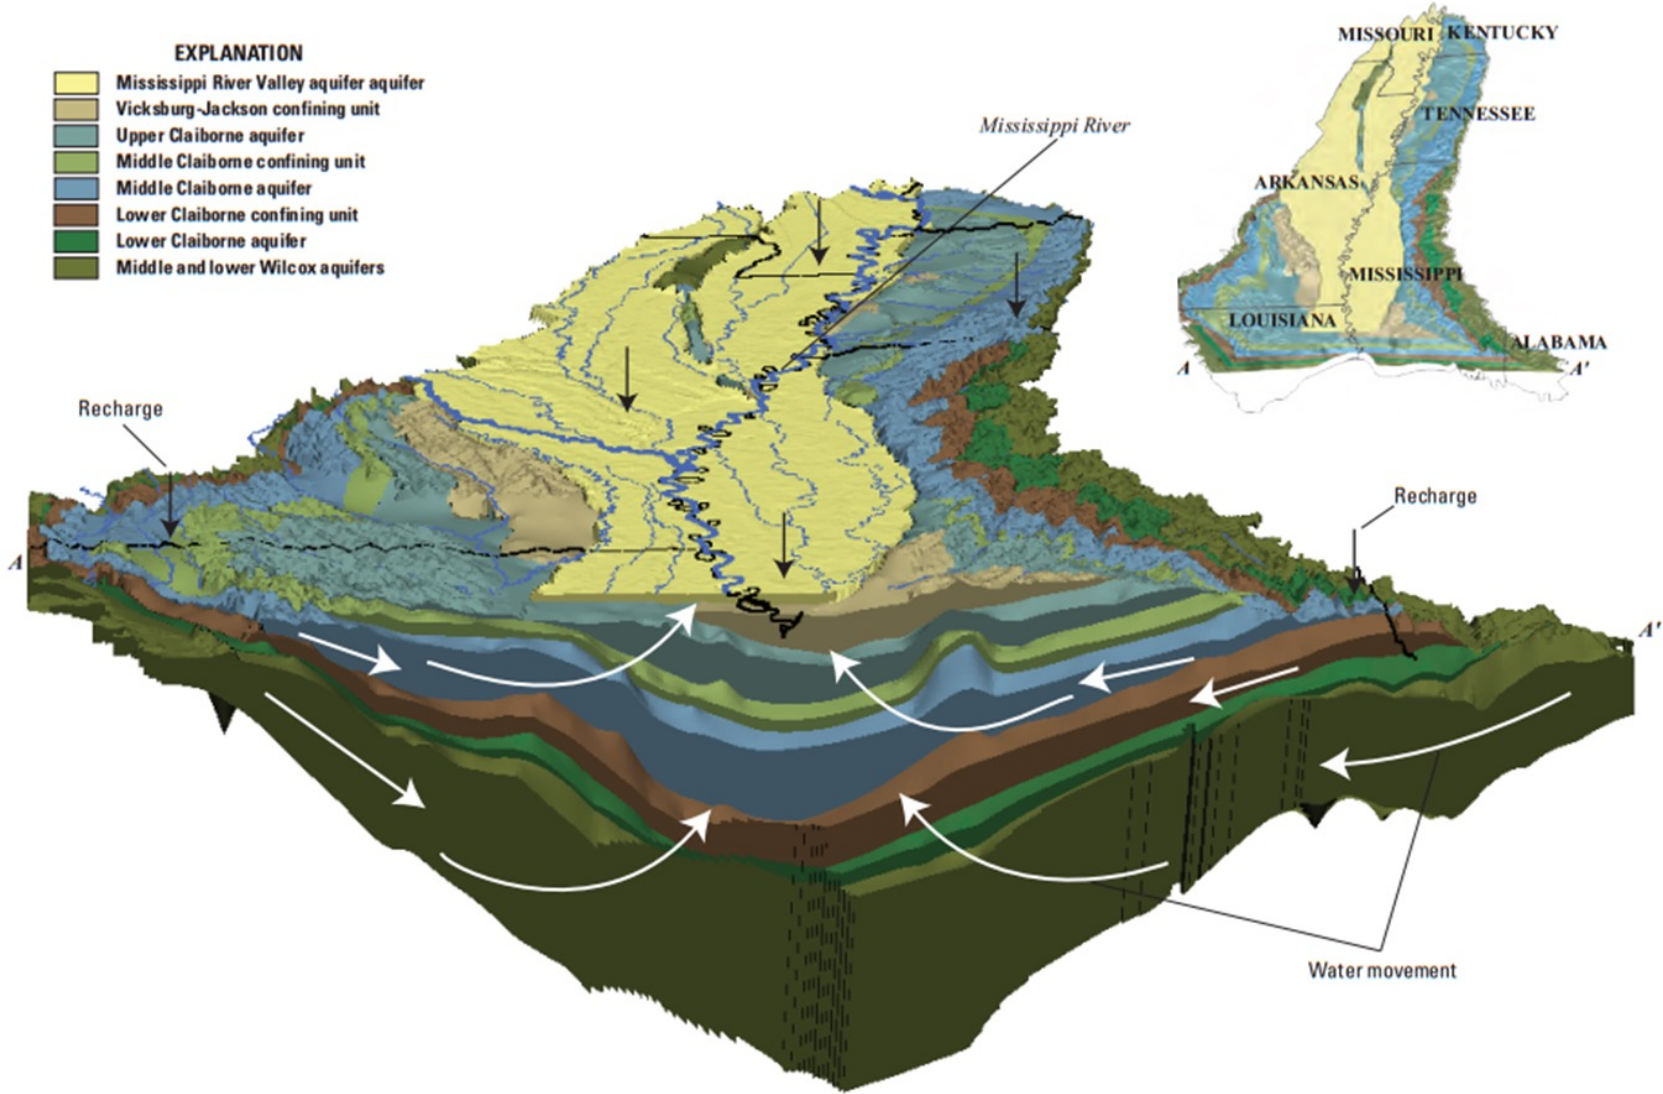 EXPLANATION
Mississippi River Valley aquifer aquifer
Vicksburg-Jackson confining unit
Upper Claiborne aquifer
Middle Claiborne confining unit
Middle Claiborne aquifer
Lower Claiborne confining unit
Lower Claiborne aquifer
Middle and lower Wilcox aquifers
MISSOURI
KENTUCKY
TENNESSEE
ARKANSAS
MISSISSIPPI
LOUISIANA
ALABAMA
A
A'
Mississippi River
Recharge
Recharge
A
A'
Water movement